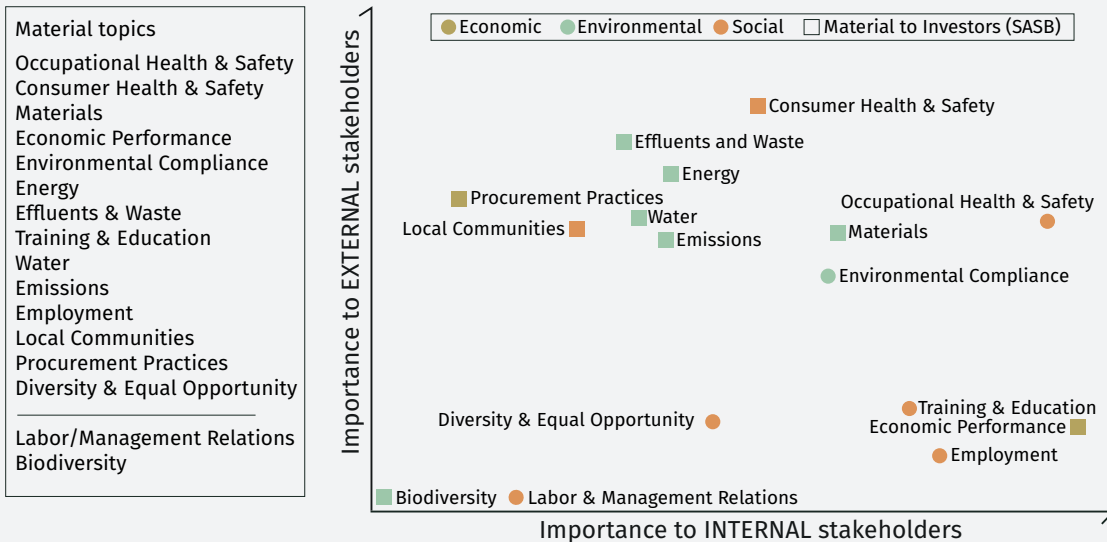 Material topics
Occupational Health & Safety
Consumer Health & Safety
Materials
Economic Performance
Environmental Compliance
Energy
Effluents & Waste
Training & Education
Water
Emissions
Employment
Local Communities
Procurement Practices
Diversity & Equal Opportunity
Labor/Management Relations
Biodiversity
Importance to EXTERNAL stakeholders
Economic Environmental Social Material to Investors (SASB)
Consumer Health & Safety
Effluents and Waste
Energy
Procurement Practices
Occupational Health & Safety
Water
Local Communities
Emissions
Materials
Environmental Compliance
Training & Education
Diversity & Equal Opportunity
Economic Performance
Employment
Biodiversity
Labor & Management Relations
Importance to INTERNAL stakeholders